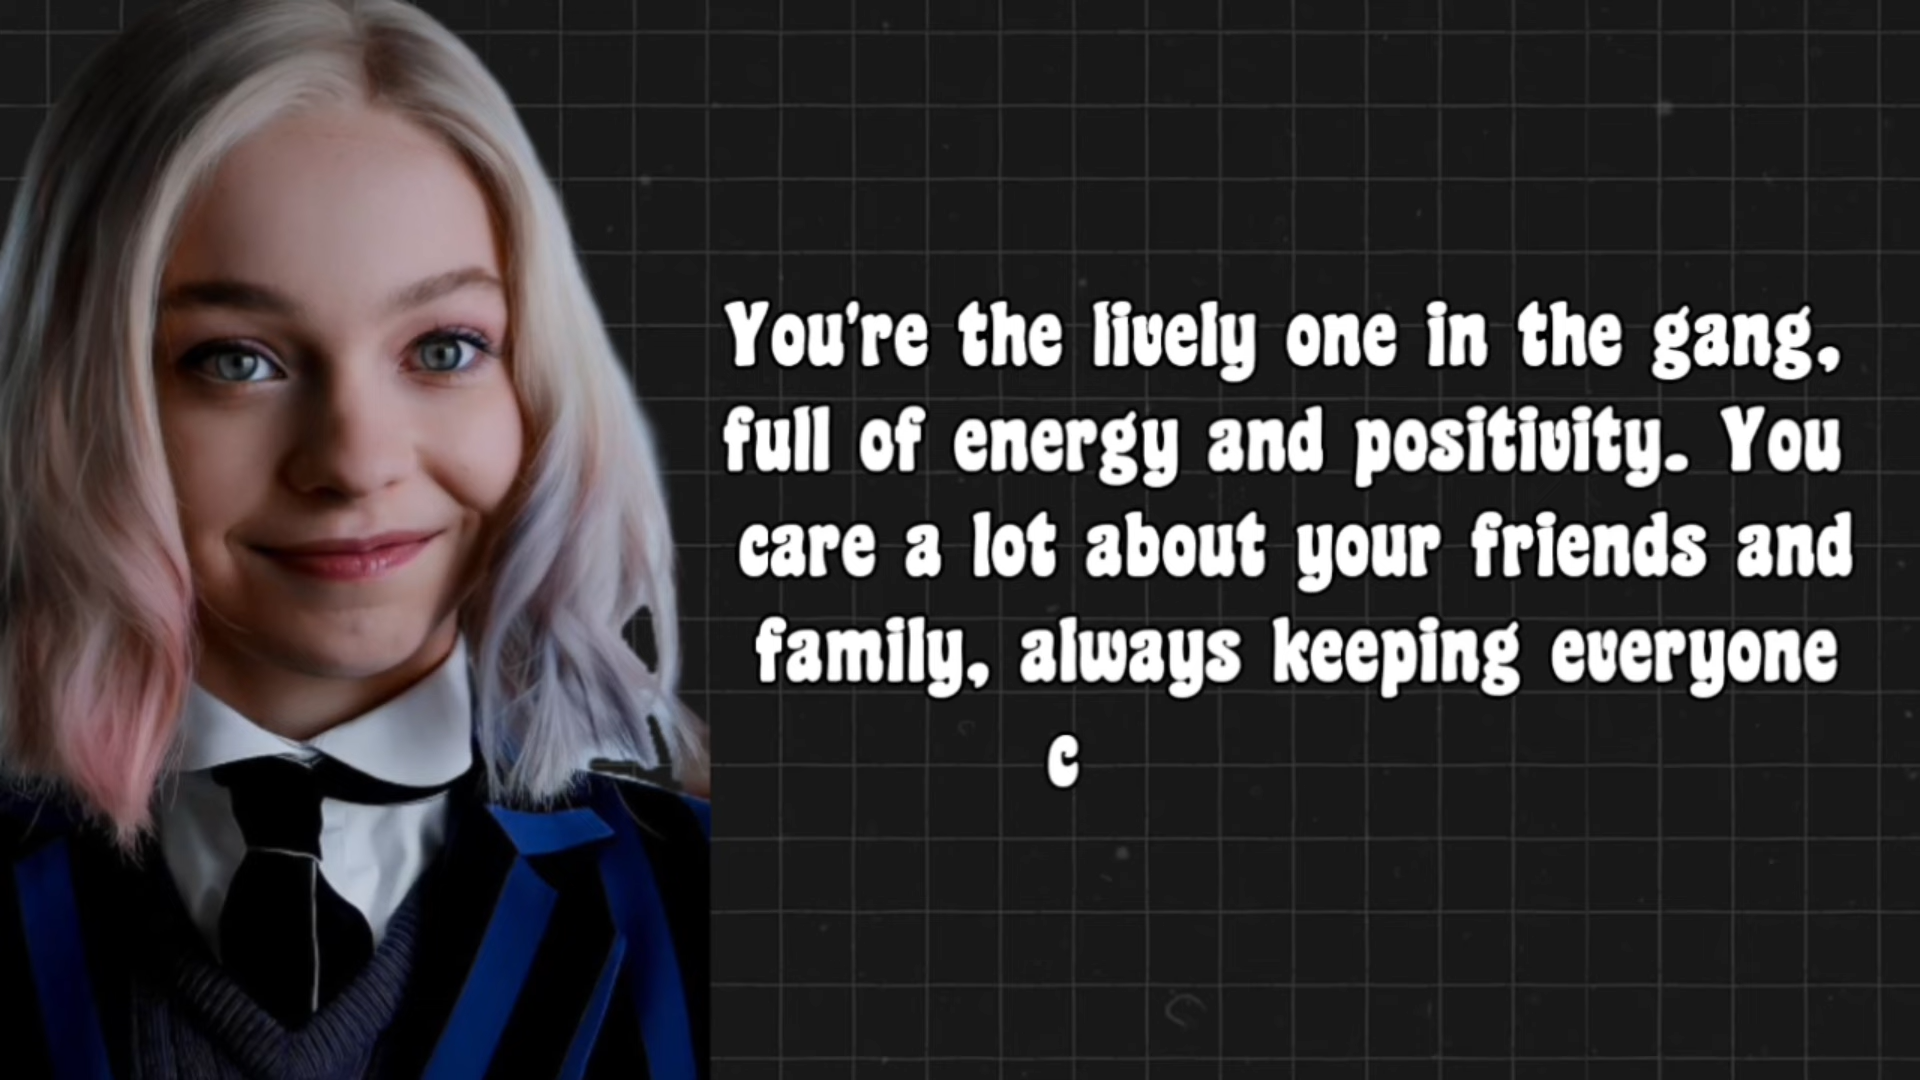 You're the lively one in the gang,
full of energy and positivity. You
care a lot about your friends and
family, always keeping everyone
c